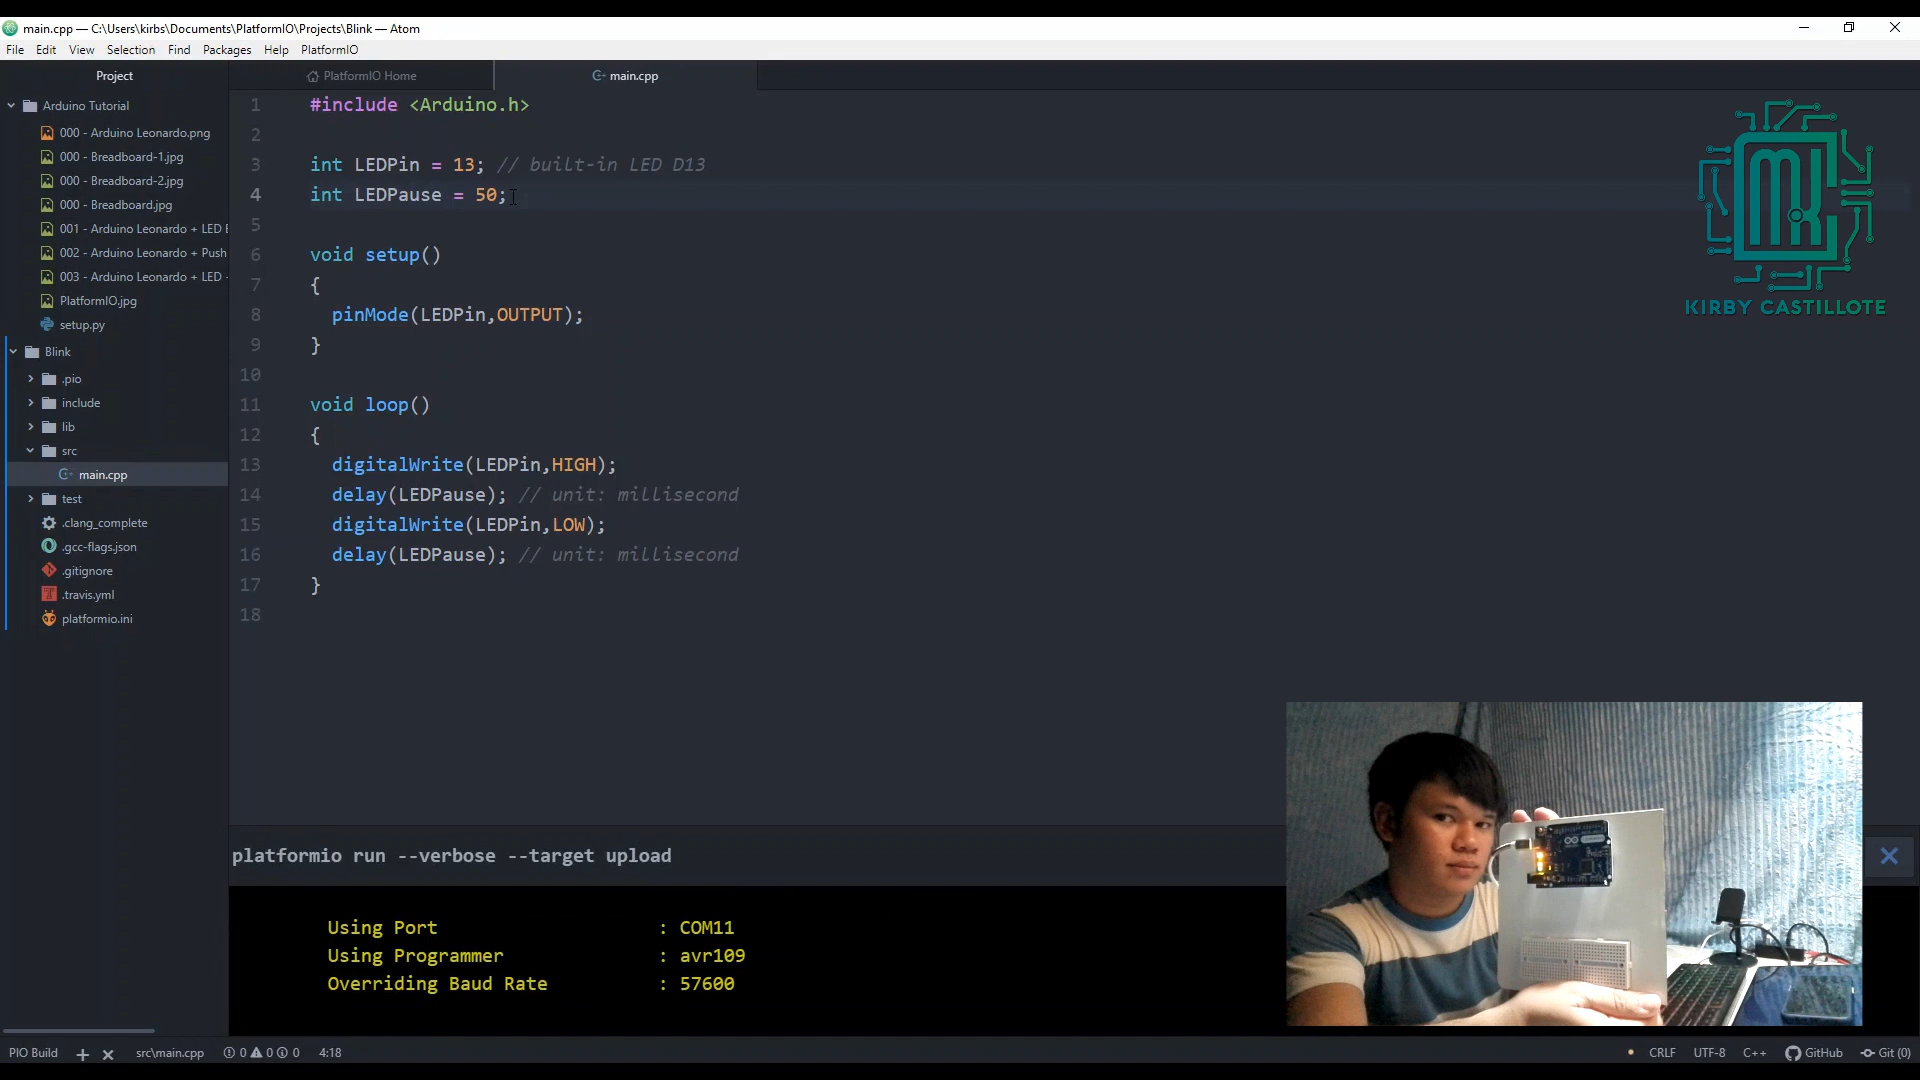 main.cpp — C:\Users\kirbs\Documents\PlatformIO\Projects\Blink — Atom
File Edit View Selection Find Packages Help PlatformIO
Project
PlatformIO Home
main.cpp
Arduino Tutorial
000 - Arduino Leonardo.png
000 - Breadboard-1.jpg
000 - Breadboard-2.jpg
000 - Breadboard.jpg
001 - Arduino Leonardo + LED E
002 - Arduino Leonardo + Push
003 - Arduino Leonardo + LED -
PlatformIO.jpg
setup.py
Blink
.pio
include
lib
src
main.cpp
test
.clang_complete
.gcc-flags.json
.gitignore
.travis.yml
platformio.ini
1 #include <Arduino.h>
2
3 int LEDPin = 13; // built-in LED D13
4 int LEDPause = 50;
5
6 void setup()
7 {
8 pinMode(LEDPin,OUTPUT);
9 }
10
11 void loop()
12 {
13 digitalWrite(LEDPin,HIGH);
14 delay(LEDPause); // unit: millisecond
15 digitalWrite(LEDPin,LOW);
16 delay(LEDPause); // unit: millisecond
17 }
18
MK
KIRBY CASTILLOTE
platformio run --verbose --target upload
Using Port : COM11
Using Programmer : avr109
Overriding Baud Rate : 57600
PIO Build + × src\main.cpp 0 0 0 4:18
CRLF UTF-8 C++ GitHub Git (0)